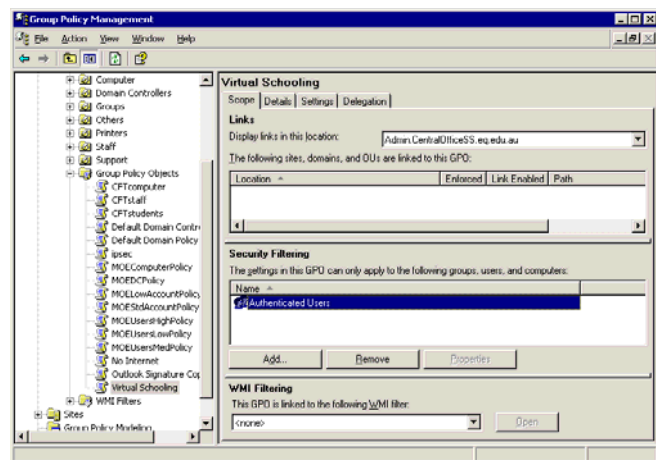 Group Policy Management
File Action View Window Help
Computer
Domain Controllers
Groups
Others
Printers
Staff
Support
Group Policy Objects
CFTcomputer
CFTstaff
CFTstudents
Default Domain Contr
Default Domain Policy
ipsec
MOEComputerPolicy
MOEDCPolicy
MOELowAccountPolicy
MOEStdAccountPolicy
MOEUsersHighPolicy
MOEUsersLowPolicy
MOEUsersMedPolicy
No Internet
Outlook Signature Cop
Virtual Schooling
WMI Filters
Sites
Group Policy Modeling
Virtual Schooling
Scope Details Settings Delegation
Links
Display links in this location: Admin.CentralOfficeSS.eq.edu.au
The following sites, domains, and OUs are linked to this GPO:
Location Enforced Link Enabled Path
Security Filtering
The settings in this GPO can only apply to the following groups, users, and computers:
Name
Authenticated Users
Add... Remove Properties
WMI Filtering
This GPO is linked to the following WMI filter:
<none> Open